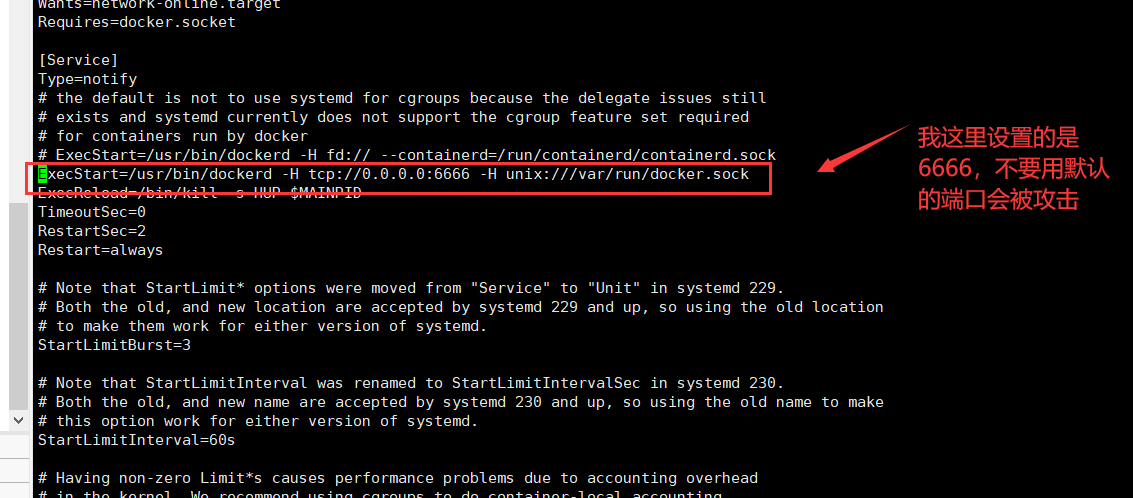 Wants=network-online.target
Requires=docker.socket
[Service]
Type=notify
# the default is not to use systemd for cgroups because the delegate issues still
# exists and systemd currently does not support the cgroup feature set required
# for containers run by docker
# ExecStart=/usr/bin/dockerd -H fd:// --containerd=/run/containerd/containerd.sock
ExecStart=/usr/bin/dockerd -H tcp://0.0.0.0:6666 -H unix:///var/run/docker.sock
ExecReload=/bin/kill -s HUP $MAINPID
TimeoutSec=0
RestartSec=2
Restart=always
# Note that StartLimit* options were moved from "Service" to "Unit" in systemd 229.
# Both the old, and new location are accepted by systemd 229 and up, so using the old location
# to make them work for either version of systemd.
StartLimitBurst=3
# Note that StartLimitInterval was renamed to StartLimitIntervalSec in systemd 230.
# Both the old, and new name are accepted by systemd 230 and up, so using the old name to make
# this option work for either version of systemd.
StartLimitInterval=60s
# Having non-zero Limit*s causes performance problems due to accounting overhead
# in the kernel. We recommend using cgroups to do container-local accounting.
我这里设置的是
6666，不要用默认
的端口会被攻击